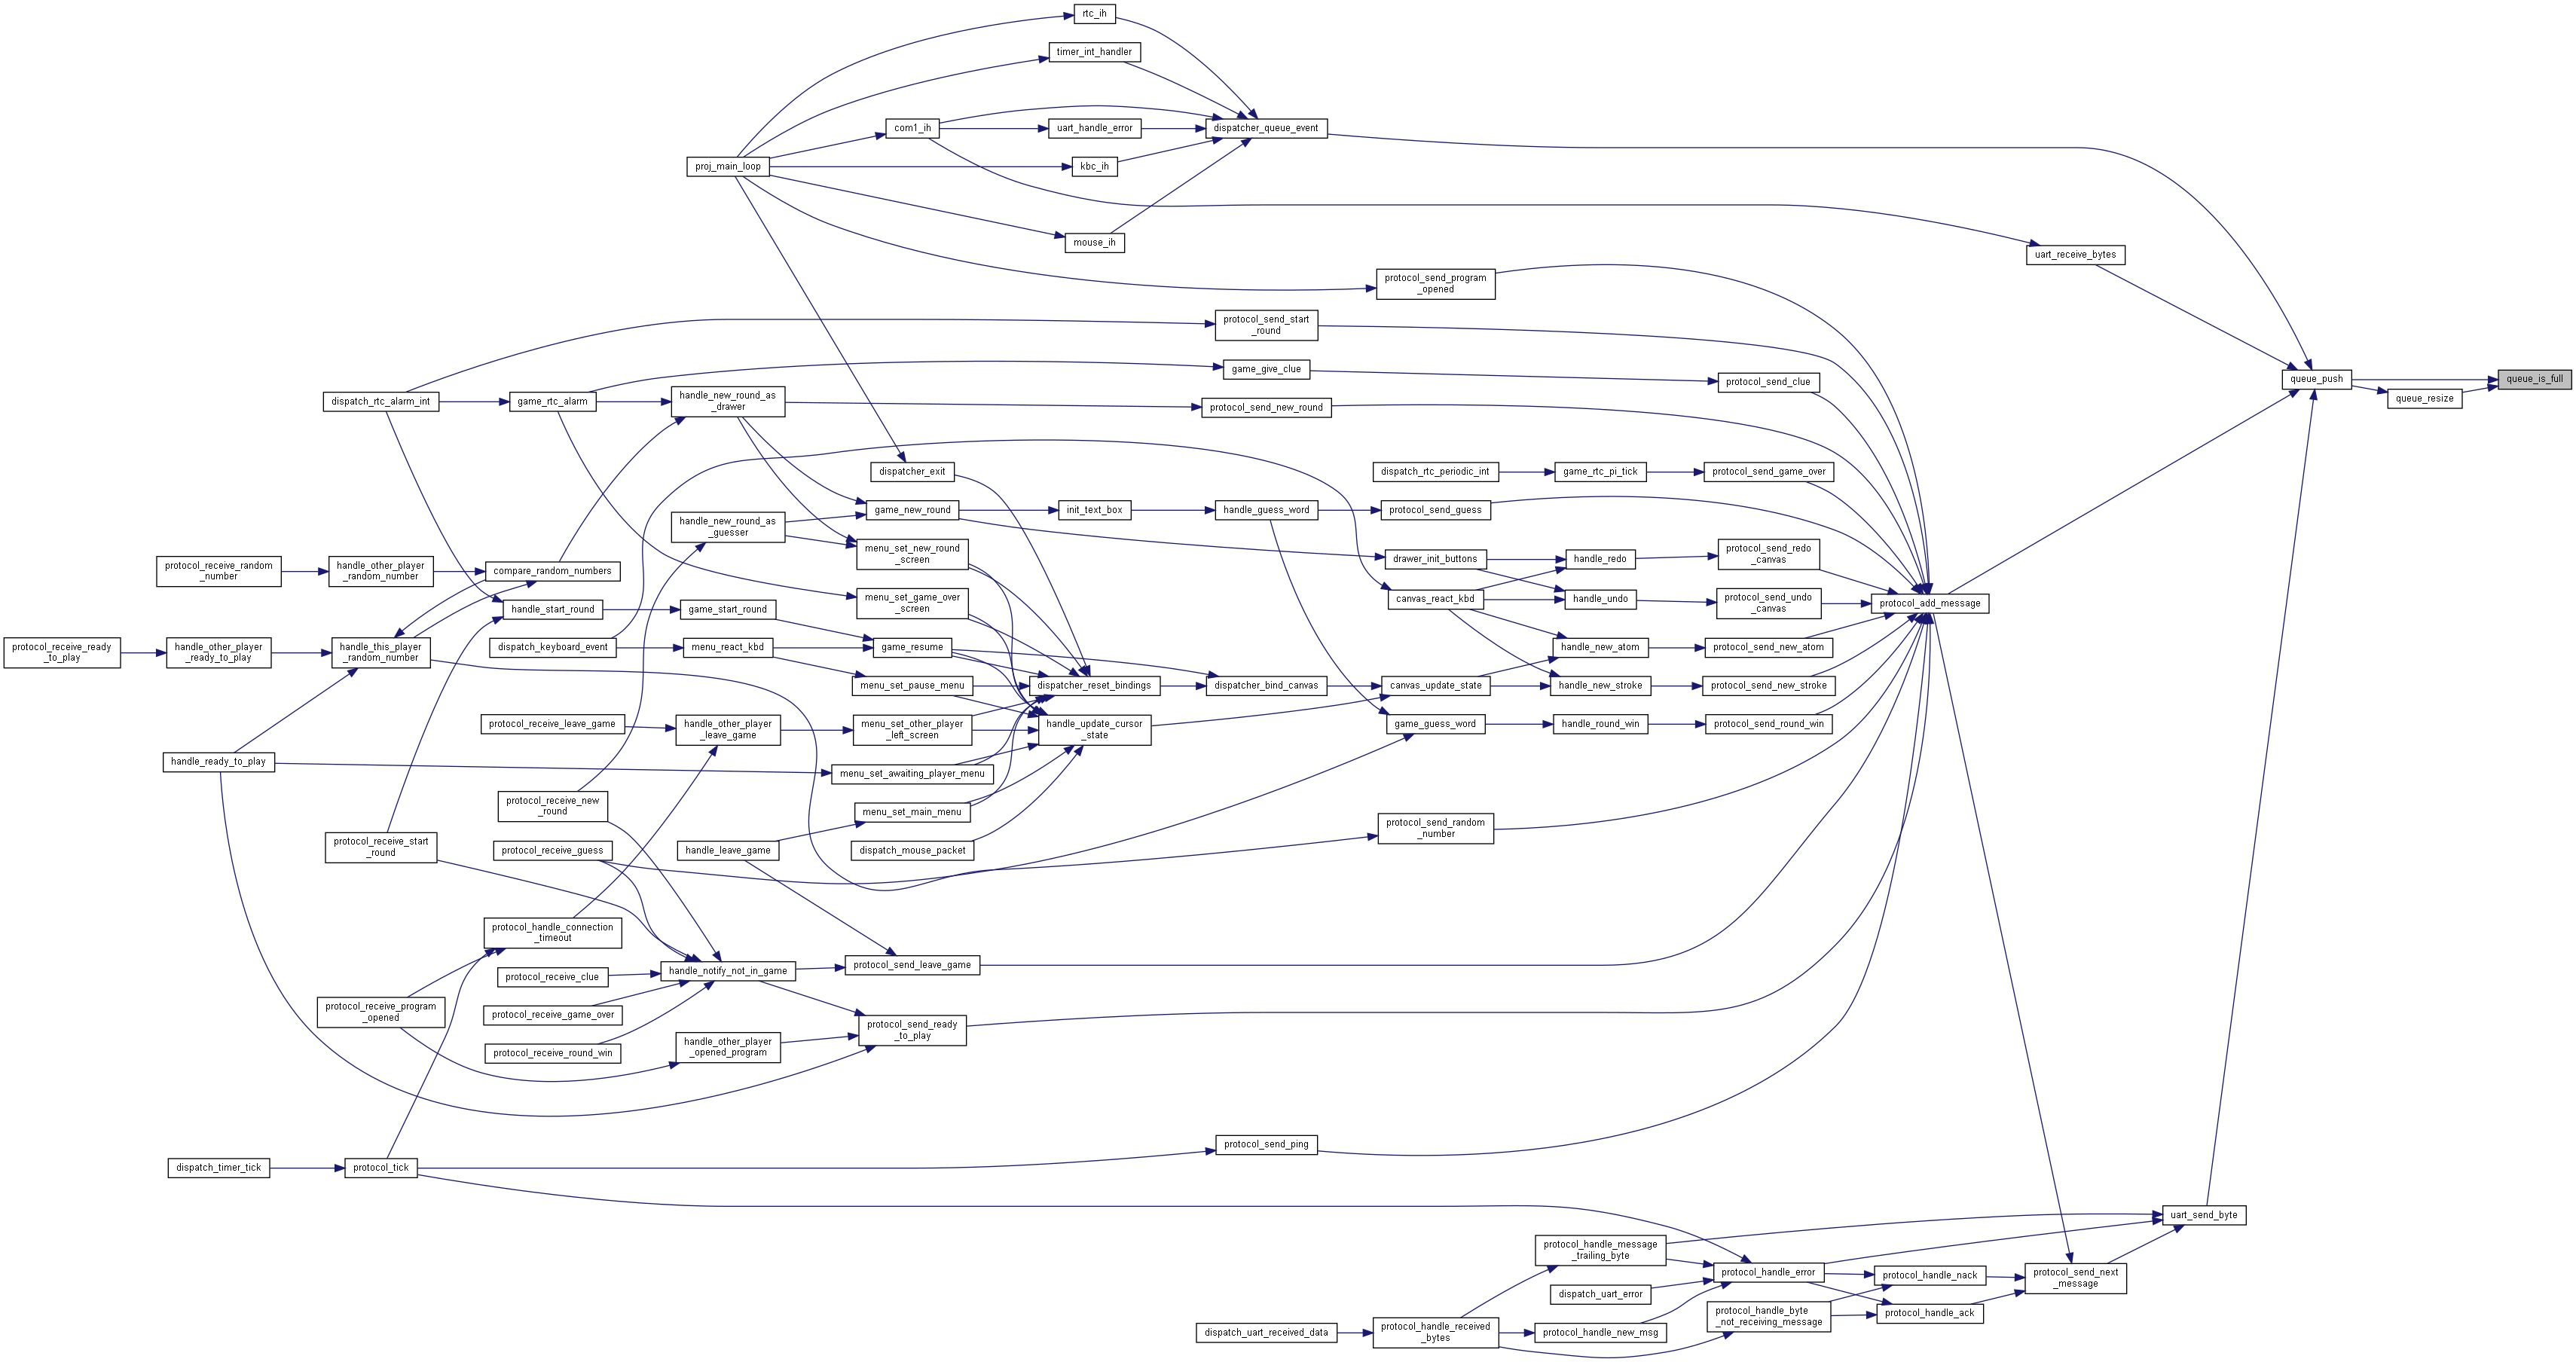 rtc_ih
timer_int_handler
com1_ih
uart_handle_error
dispatcher_queue_event
proj_main_loop
kbc_ih
mouse_ih
uart_receive_bytes
protocol_send_program
_opened
protocol_send_start
_round
game_give_clue
queue_push
queue_is_full
protocol_send_clue
queue_resize
dispatch_rtc_alarm_int
game_rtc_alarm
handle_new_round_as
_drawer
protocol_send_new_round
dispatcher_exit
dispatch_rtc_periodic_int
game_rtc_pi_tick
protocol_send_game_over
game_new_round
init_text_box
handle_guess_word
protocol_send_guess
handle_new_round_as
_guesser
menu_set_new_round
_screen
drawer_init_buttons
handle_redo
protocol_send_redo
_canvas
protocol_receive_random
_number
handle_other_player
_random_number
compare_random_numbers
menu_set_game_over
_screen
canvas_react_kbd
handle_undo
protocol_send_undo
_canvas
protocol_add_message
handle_start_round
game_start_round
protocol_receive_ready
_to_play
handle_other_player
_ready_to_play
handle_this_player
_random_number
dispatch_keyboard_event
menu_react_kbd
game_resume
handle_new_atom
protocol_send_new_atom
menu_set_pause_menu
dispatcher_reset_bindings
dispatcher_bind_canvas
canvas_update_state
handle_new_stroke
protocol_send_new_stroke
protocol_receive_leave_game
handle_other_player
_leave_game
menu_set_other_player
_left_screen
handle_update_cursor
_state
game_guess_word
handle_round_win
protocol_send_round_win
handle_ready_to_play
menu_set_awaiting_player_menu
protocol_receive_new
_round
menu_set_main_menu
protocol_send_random
_number
protocol_receive_start
_round
protocol_receive_guess
handle_leave_game
dispatch_mouse_packet
protocol_handle_connection
_timeout
protocol_receive_clue
handle_notify_not_in_game
protocol_send_leave_game
protocol_receive_program
_opened
protocol_receive_game_over
protocol_send_ready
_to_play
protocol_receive_round_win
handle_other_player
_opened_program
protocol_send_ping
dispatch_timer_tick
protocol_tick
uart_send_byte
protocol_handle_message
_trailing_byte
protocol_handle_error
protocol_handle_nack
protocol_send_next
_message
dispatch_uart_error
protocol_handle_byte
_not_receiving_message
protocol_handle_ack
dispatch_uart_received_data
protocol_handle_received
_bytes
protocol_handle_new_msg